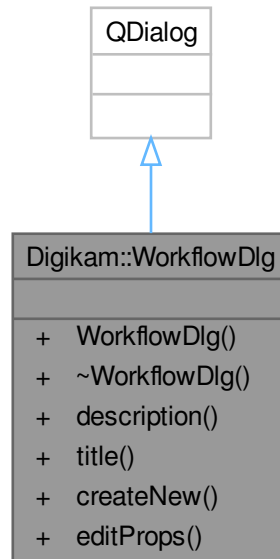 QDialog
Digikam::WorkflowDlg
+ WorkflowDlg()
+ ~WorkflowDlg()
+ description()
+ title()
+ createNew()
+ editProps()